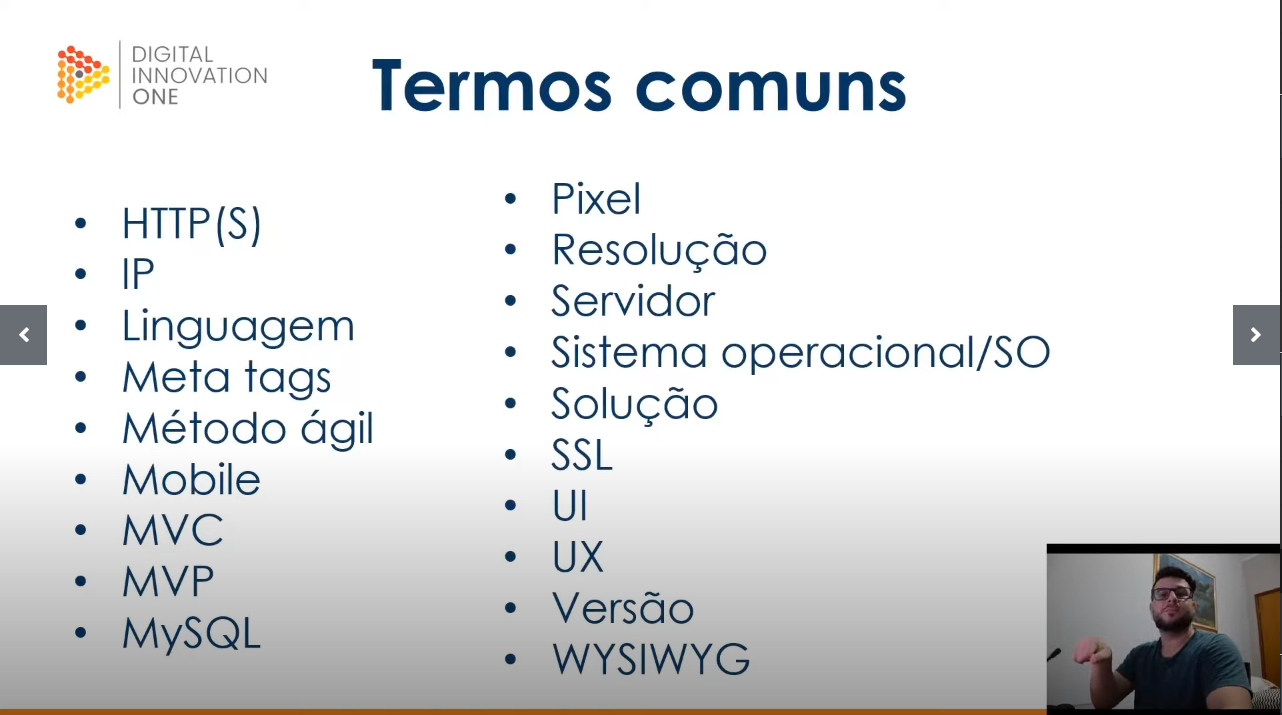 DIGITAL
INNOVATION
ONE
Termos comuns
HTTP(S)
IP
Linguagem
Meta tags
Método ágil
Mobile
MVC
MVP
MySQL
Pixel
Resolução
Servidor
Sistema operacional/SO
Solução
SSL
UI
UX
Versão
WYSIWYG